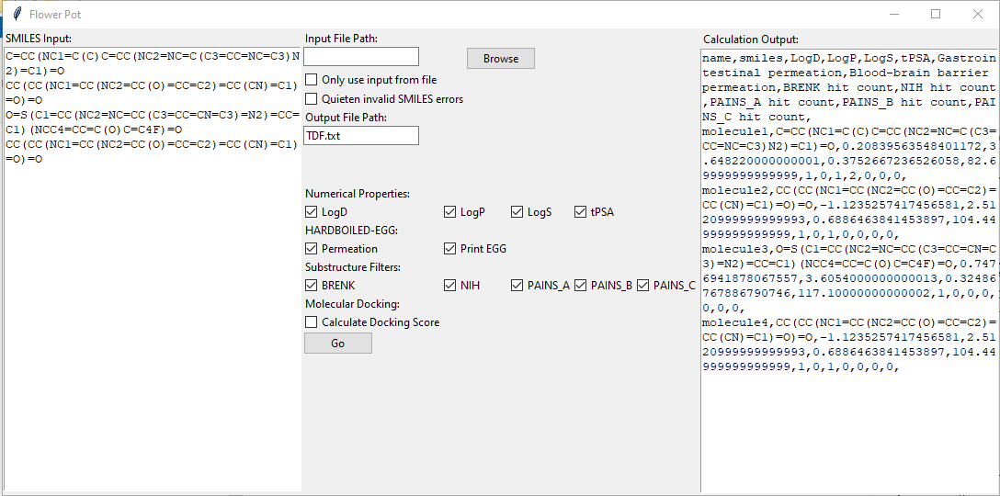 Flower Pot
SMILES Input:
C=CC(NC1=C(C)C=CC(NC2=NC=C(C3=CC=NC=C3)N
2)=C1)=O
CC(CC(NC1=CC(NC2=CC(O)=CC=C2)=CC(CN)=C1)
=O)=O
O=S(C1=CC(NC2=NC=CC(C3=CC=CN=C3)=N2)=CC=
C1)(NCC4=CC=C(O)C=C4F)=O
CC(CC(NC1=CC(NC2=CC(O)=CC=C2)=CC(CN)=C1)
=O)=O
Input File Path:
Browse
Only use input from file
Quieten invalid SMILES errors
Output File Path:
TDF.txt
Numerical Properties:
LogD LogP LogS tPSA
HARDBOILED-EGG:
Permeation Print EGG
Substructure Filters:
BRENK NIH PAINS_A PAINS_B PAINS_C
Molecular Docking:
Calculate Docking Score
Go
Calculation Output:
name,smiles,LogD,LogP,LogS,tPSA,Gastroin
testinal permeation,Blood-brain barrier
permeation,BRENK hit count,NIH hit count
,PAINS_A hit count,PAINS_B hit count,PAI
NS_C hit count,
molecule1,C=CC(NC1=C(C)C=CC(NC2=NC=C(C3=
CC=NC=C3)N2)=C1)=O,0.20839563548401172,3
.648220000000001,0.3752667236526058,82.6
9999999999999,1,0,1,2,0,0,0,
molecule2,CC(CC(NC1=CC(NC2=CC(O)=CC=C2)=
CC(CN)=C1)=O)=O,-1.1235257417456581,2.51
20999999999993,0.6886463841453897,104.44
999999999999,1,0,1,0,0,0,0,
molecule3,O=S(C1=CC(NC2=NC=CC(C3=CC=CN=C
3)=N2)=CC=C1)(NCC4=CC=C(O)C=C4F)=O,0.747
6941878067557,3.6054000000000013,0.32486
767886790746,117.10000000000002,1,0,0,0,
0,0,0,
molecule4,CC(CC(NC1=CC(NC2=CC(O)=CC=C2)=
CC(CN)=C1)=O)=O,-1.1235257417456581,2.51
20999999999993,0.6886463841453897,104.44
999999999999,1,0,1,0,0,0,0,